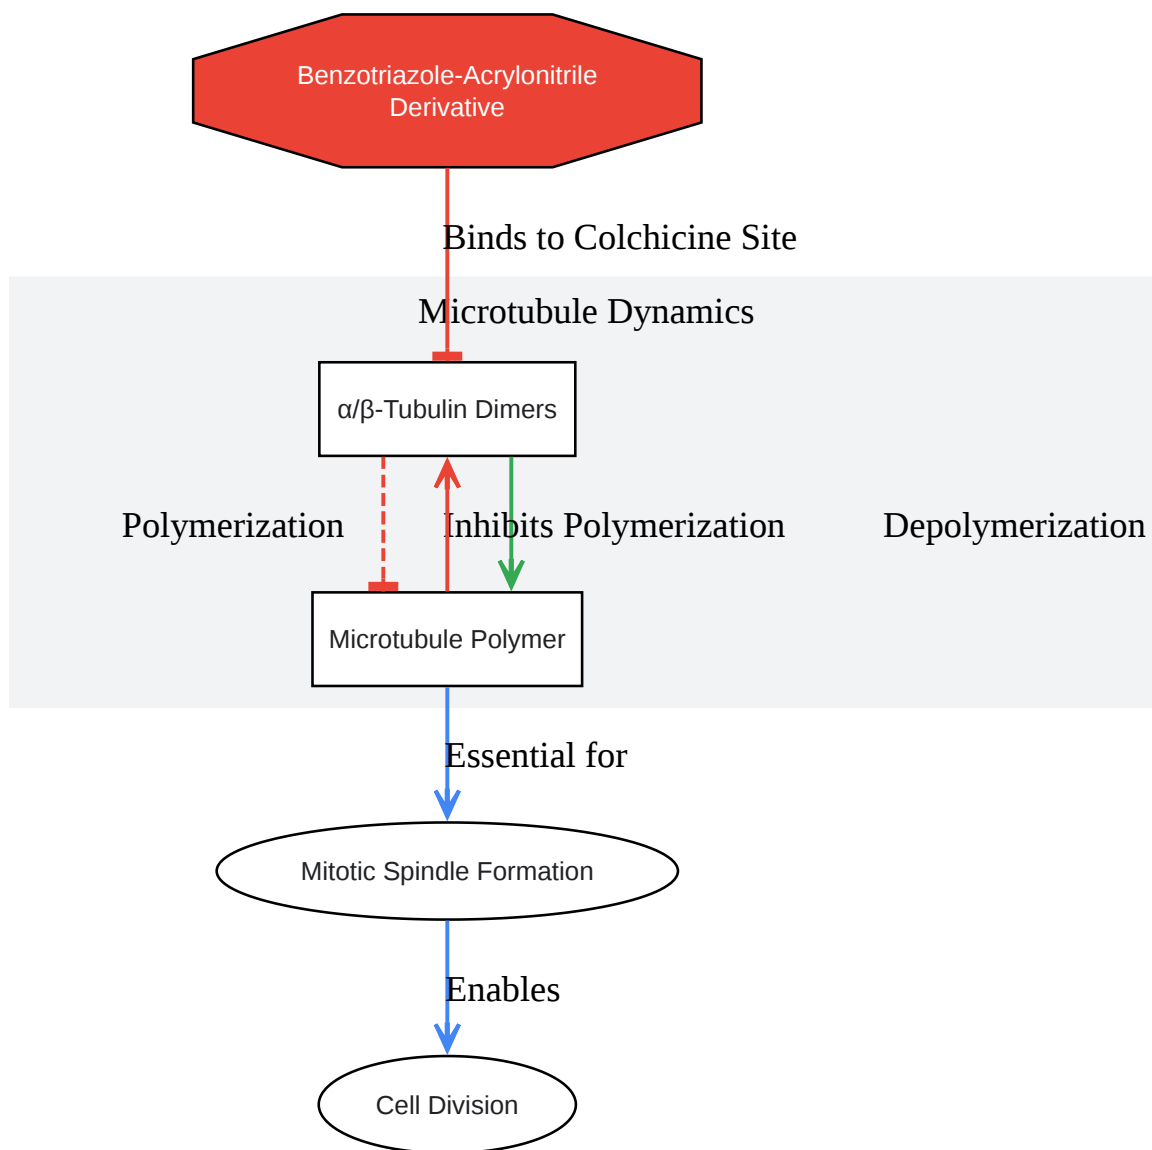 Benzotriazole-Acrylonitrile
Derivative
Binds to Colchicine Site
Microtubule Dynamics
α/β-Tubulin Dimers
Polymerization
Inhibits Polymerization
Depolymerization
Microtubule Polymer
Essential for
Mitotic Spindle Formation
Enables
Cell Division